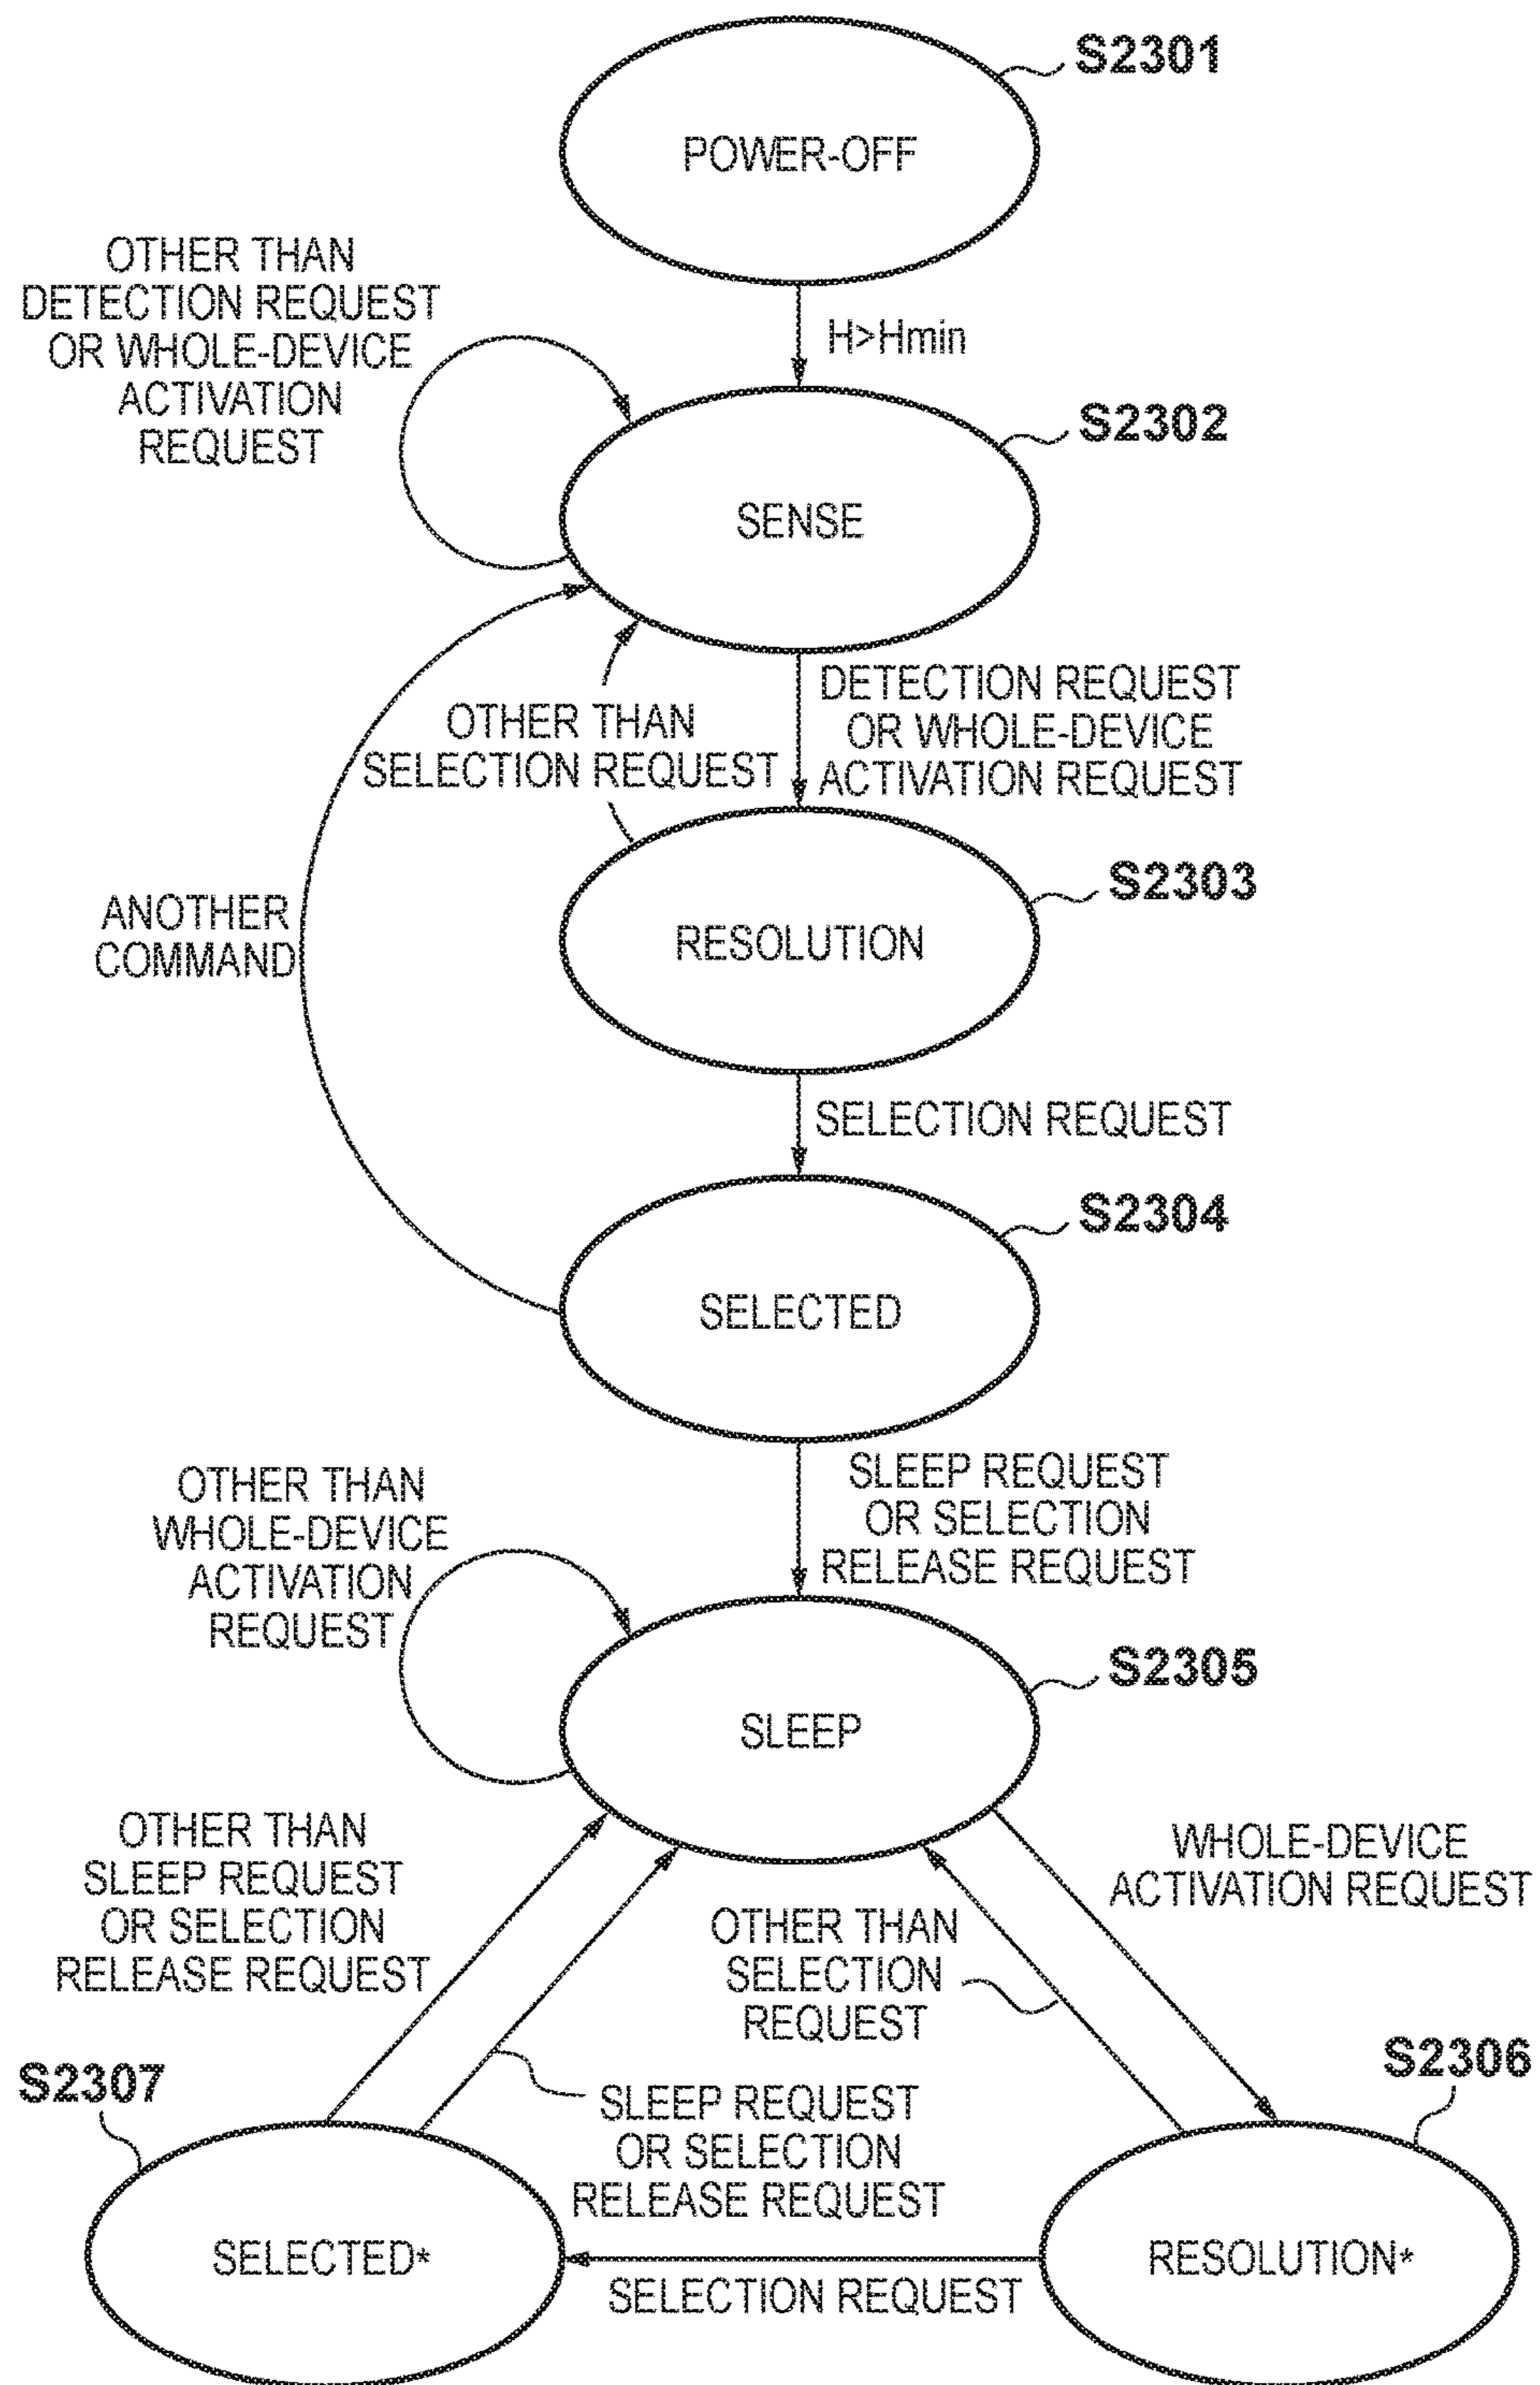 S2301
POWER-OFF
OTHER THAN
DETECTION REQUEST
OR WHOLE-DEVICE
ACTIVATION
REQUEST
H>Hmin
S2302
SENSE
DETECTION REQUEST
OR WHOLE-DEVICE
ACTIVATION REQUEST
OTHER THAN
SELECTION REQUEST
S2303
RESOLUTION
ANOTHER
COMMAND
SELECTION REQUEST
S2304
SELECTED
SLEEP REQUEST
OR SELECTION
RELEASE REQUEST
OTHER THAN
WHOLE-DEVICE
ACTIVATION
REQUEST
S2305
SLEEP
OTHER THAN
SLEEP REQUEST
OR SELECTION
RELEASE REQUEST
WHOLE-DEVICE
ACTIVATION REQUEST
OTHER THAN
SELECTION
REQUEST
S2307
SLEEP REQUEST
OR SELECTION
RELEASE REQUEST
S2306
SELECTED*
SELECTION REQUEST
RESOLUTION*